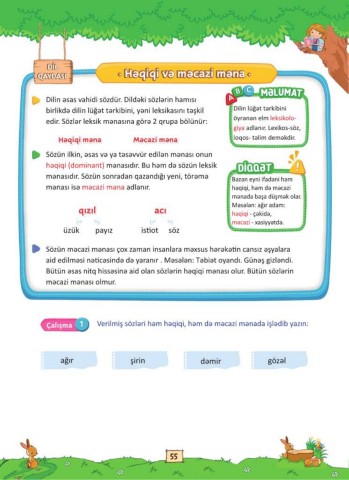 DİL
QAYDASI
Həqiqi və məcazi məna
Dilin əsas vahidi sözdür. Dildəki sözlərin hamısı
birlikdə dilin lüğət tərkibini, yəni leksikasını təşkil
edir. Sözlər leksik mənasına görə 2 qrupa bölünür:
Həqiqi məna Məcazi məna
Sözün ilkin, əsas və ya təsəvvür edilən mənası onun
həqiqi (dominant) mənasıdır. Bu həm də sözün leksik
mənasıdır. Sözün sonradan qazandığı yeni, törəmə
mənası isə məcazi məna adlanır.
qızıl acı
üzük payız istiot söz
Sözün məcazi mənası çox zaman insanlara məxsus hərəkətin cansız əşyalara
aid edilməsi nəticəsində də yaranır . Məsələn: Təbiət oyandı. Günəş gizləndi.
Bütün əsas nitq hissəsinə aid olan sözlərin həqiqi mənası olur. Bütün sözlərin
məcazi mənası olmur.
A B C MƏLUMAT
Dilin lüğət tərkibini
öyrənən elm leksikolo-
giya adlanır. Lexikos-söz,
loqos- təlim deməkdir.
DİQQƏT
Bəzən eyni ifadəni həm
həqiqi, həm də məcazi
mənada başa düşmək olar.
Məsələn: ağır adam:
həqiqi - çəkidə,
məcazi - xasiyyətdə.
Çalışma 1 Verilmiş sözləri həm həqiqi, həm də məcazi mənada işlədib yazın:
ağır şirin dəmir gözəl
55